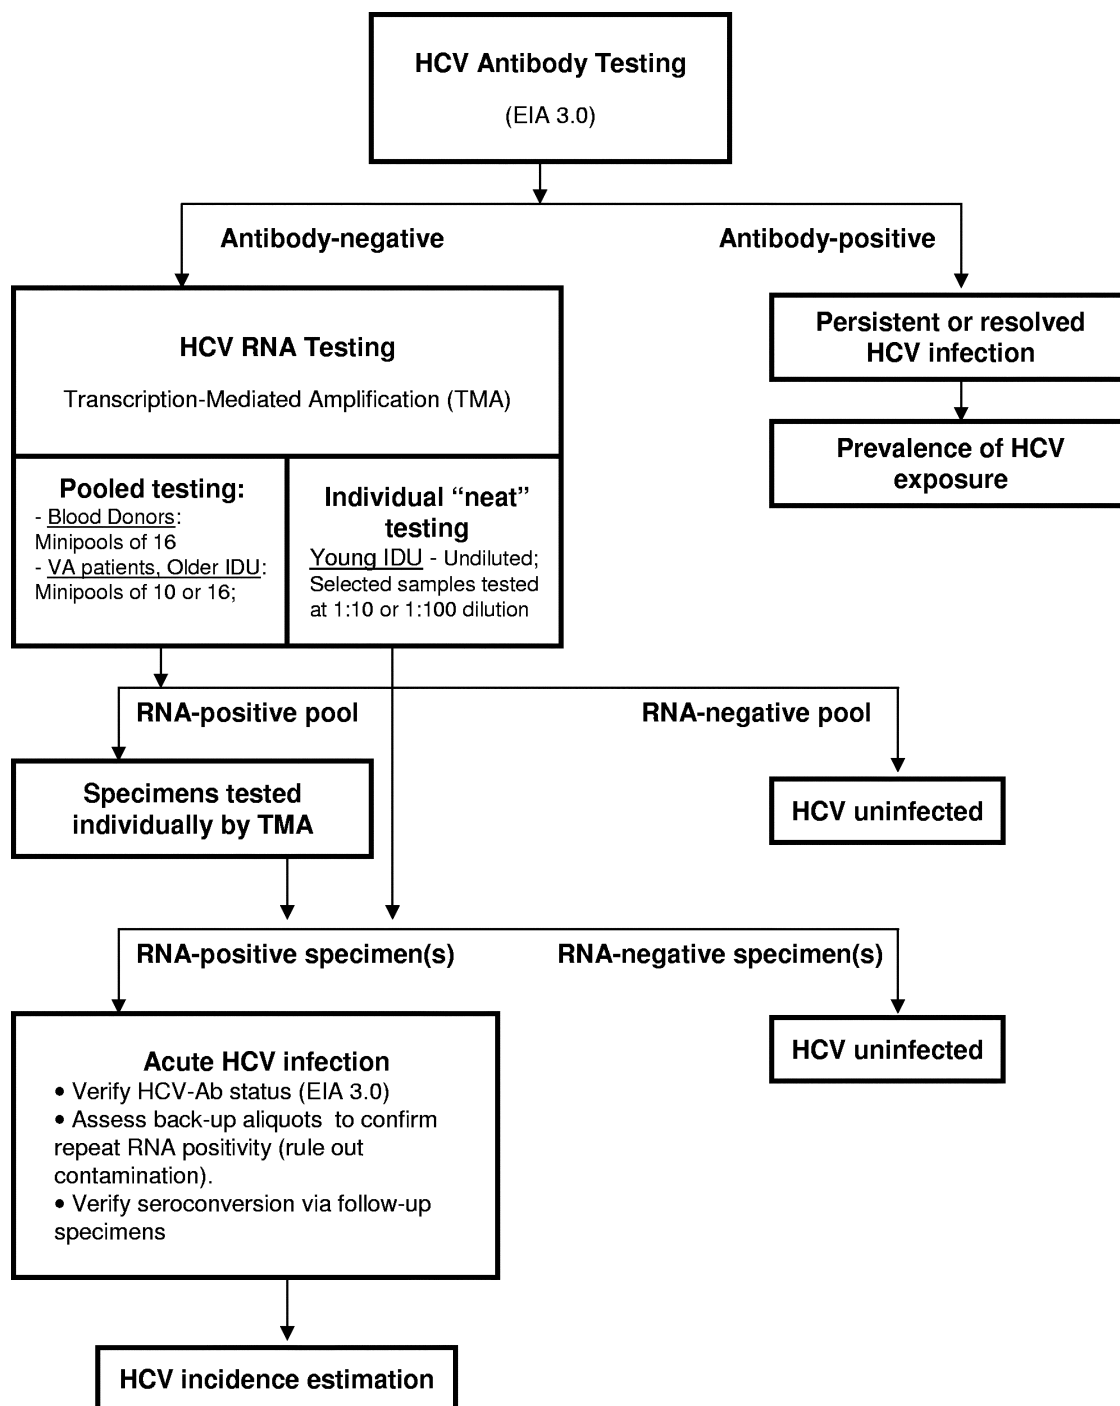 HCV Antibody Testing
(EIA 3.0)
Antibody-negative
Antibody-positive
HCV RNA Testing
Transcription-Mediated Amplification (TMA)
Persistent or resolved
HCV infection
Prevalence of HCV
exposure
Pooled testing:
- Blood Donors:
Minipools of 16
- VA patients, Older IDU:
Minipools of 10 or 16;
Individual “neat”
testing
Young IDU - Undiluted;
Selected samples tested
at 1:10 or 1:100 dilution
RNA-positive pool
RNA-negative pool
Specimens tested
individually by TMA
HCV uninfected
RNA-positive specimen(s)
RNA-negative specimen(s)
Acute HCV infection
• Verify HCV-Ab status (EIA 3.0)
• Assess back-up aliquots  to confirm
repeat RNA positivity (rule out
contamination).
• Verify seroconversion via follow-up
specimens
HCV uninfected
HCV incidence estimation